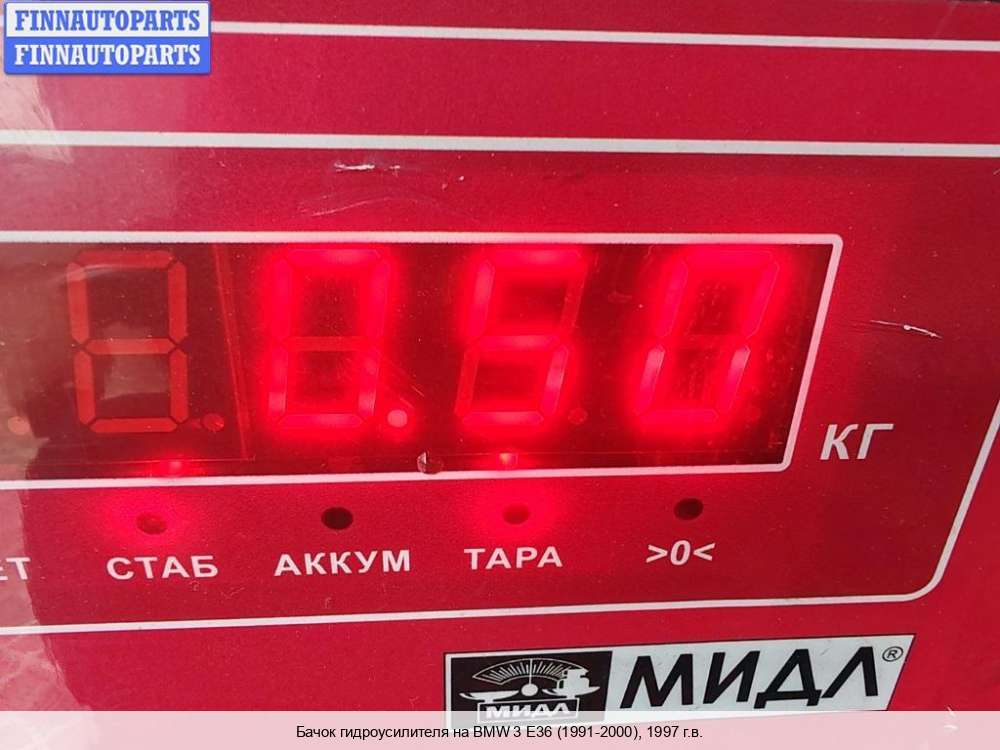 FINNAUTOPARTS
FINNAUTOPARTS
0.50
КГ
ЕТ СТАБ АККУМ ТАРА >0<
МИДЛ МИДЛ®
Бачок гидроусилителя на BMW 3 E36 (1991-2000), 1997 г.в.